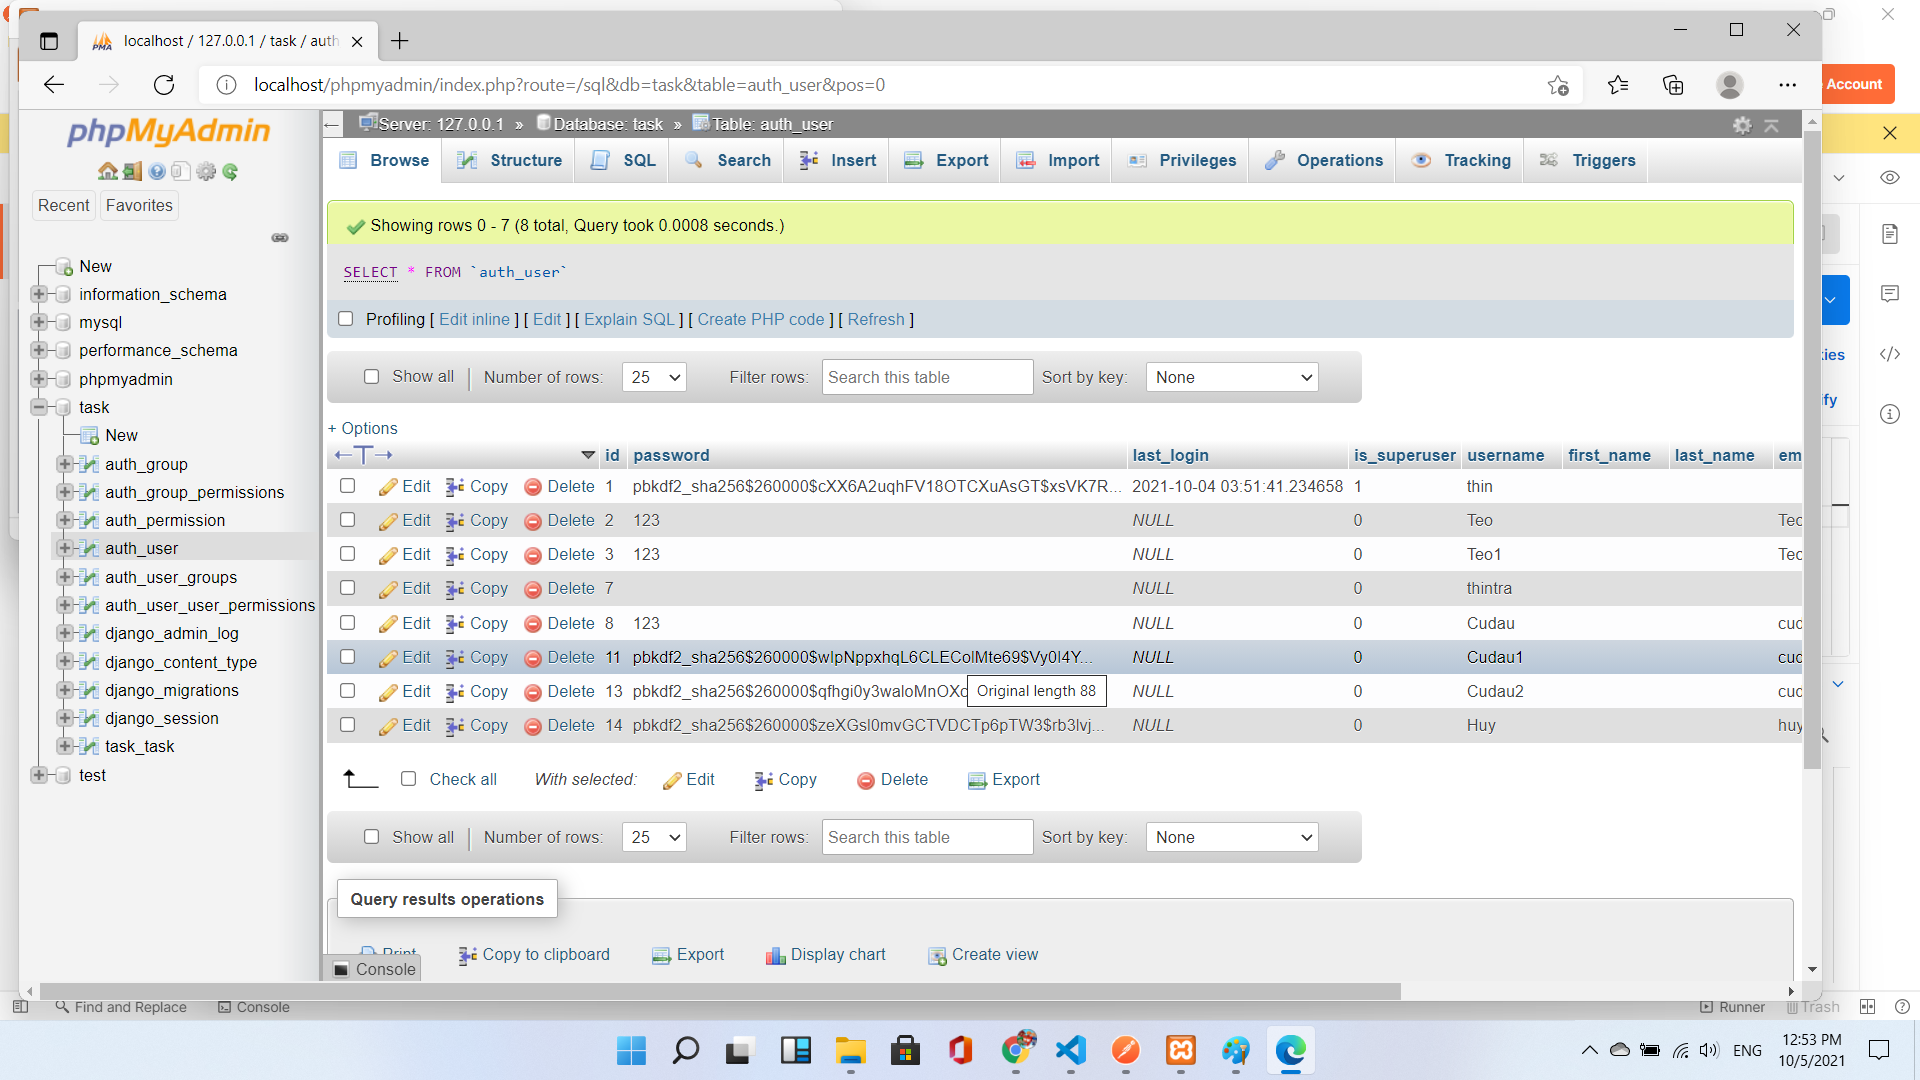 localhost / 127.0.0.1 / task / auth
localhost/phpmyadmin/index.php?route=/sql&db=task&table=auth_user&pos=0
Account
phpMyAdmin
Server: 127.0.0.1 » Database: task » Table: auth_user
Browse Structure SQL Search Insert Export Import Privileges Operations Tracking Triggers
Recent Favorites
Showing rows 0 - 7 (8 total, Query took 0.0008 seconds.)
SELECT * FROM `auth_user`
Profiling [ Edit inline ] [ Edit ] [ Explain SQL ] [ Create PHP code ] [ Refresh ]
Show all Number of rows: 25 Filter rows: Search this table Sort by key: None
+ Options
New
information_schema
mysql
performance_schema
phpmyadmin
task
New
auth_group
auth_group_permissions
auth_permission
auth_user
auth_user_groups
auth_user_user_permissions
django_admin_log
django_content_type
django_migrations
django_session
task_task
test
id password last_login is_superuser username first_name last_name em
Edit Copy Delete 1 pbkdf2_sha256$260000$cXX6A2uqhFV18OTCXuAsGT$xsVK7R... 2021-10-04 03:51:41.234658 1 thin
Edit Copy Delete 2 123 NULL 0 Teo Teo
Edit Copy Delete 3 123 NULL 0 Teo1 Teo
Edit Copy Delete 7 NULL 0 thintra
Edit Copy Delete 8 123 NULL 0 Cudau cud
Edit Copy Delete 11 pbkdf2_sha256$260000$wIpNppxhqL6CLEColMte69$Vy0I4Y... NULL 0 Cudau1 cud
Edit Copy Delete 13 pbkdf2_sha256$260000$qfhgi0y3waloMnOXc Original length 88 NULL 0 Cudau2 cud
Edit Copy Delete 14 pbkdf2_sha256$260000$zeXGsl0mvGCTVDCTp6pTW3$rb3lvj... NULL 0 Huy huy
Check all With selected: Edit Copy Delete Export
Show all Number of rows: 25 Filter rows: Search this table Sort by key: None
Query results operations
Print Copy to clipboard Export Display chart Create view
Console
kies
ify
Find and Replace Console Runner Trash
ENG 12:53 PM
10/5/2021